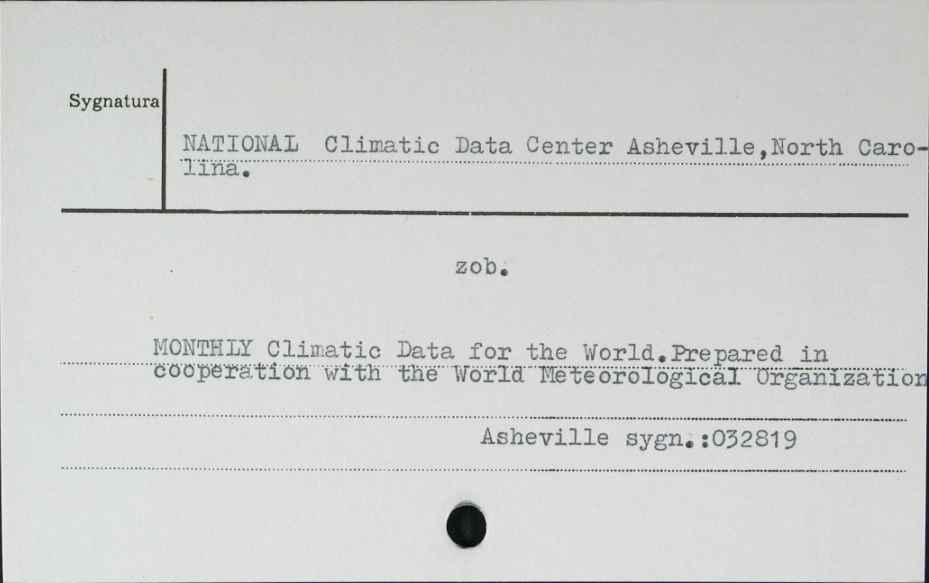 Sygnatura
NATIONAL Climatic Data Center Asheville,North Caro-
lina.
zob.
MONTHLY Climatic Data for the World.Prepared in
cooperation with the World Meteorological Organization
Asheville sygn.:032819